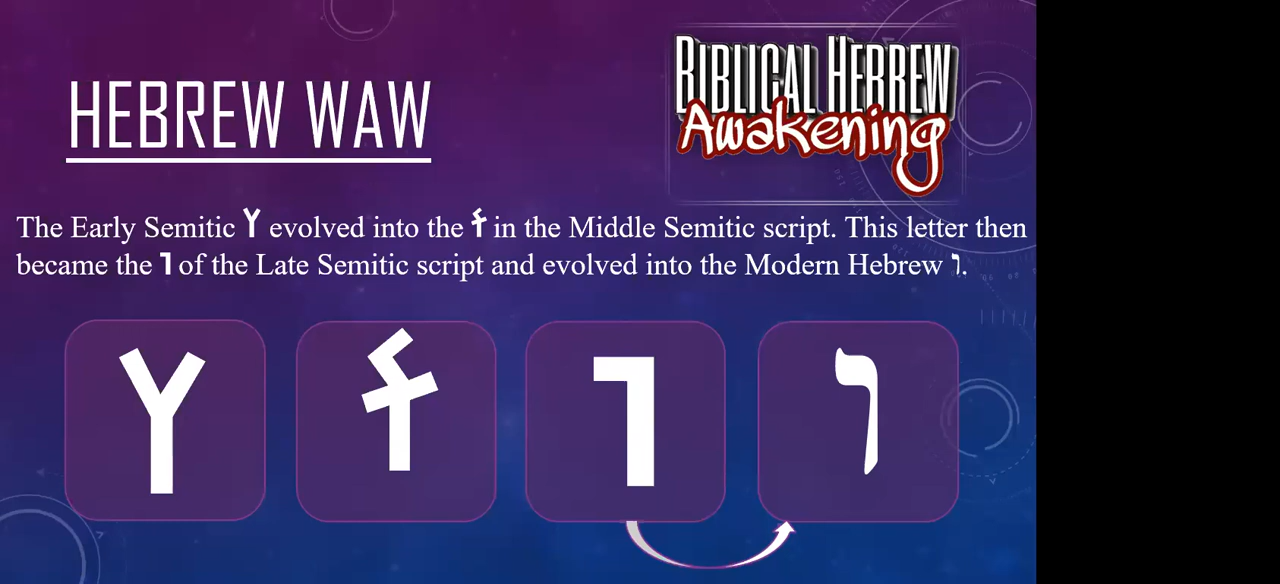 BIBLICAL HEBREW
Awakening
HEBREW WAW
The Early Semitic Y evolved into the 𐤅 in the Middle Semitic script. This letter then
became the ו of the Late Semitic script and evolved into the Modern Hebrew ו.
Y 𐤅 ו ו